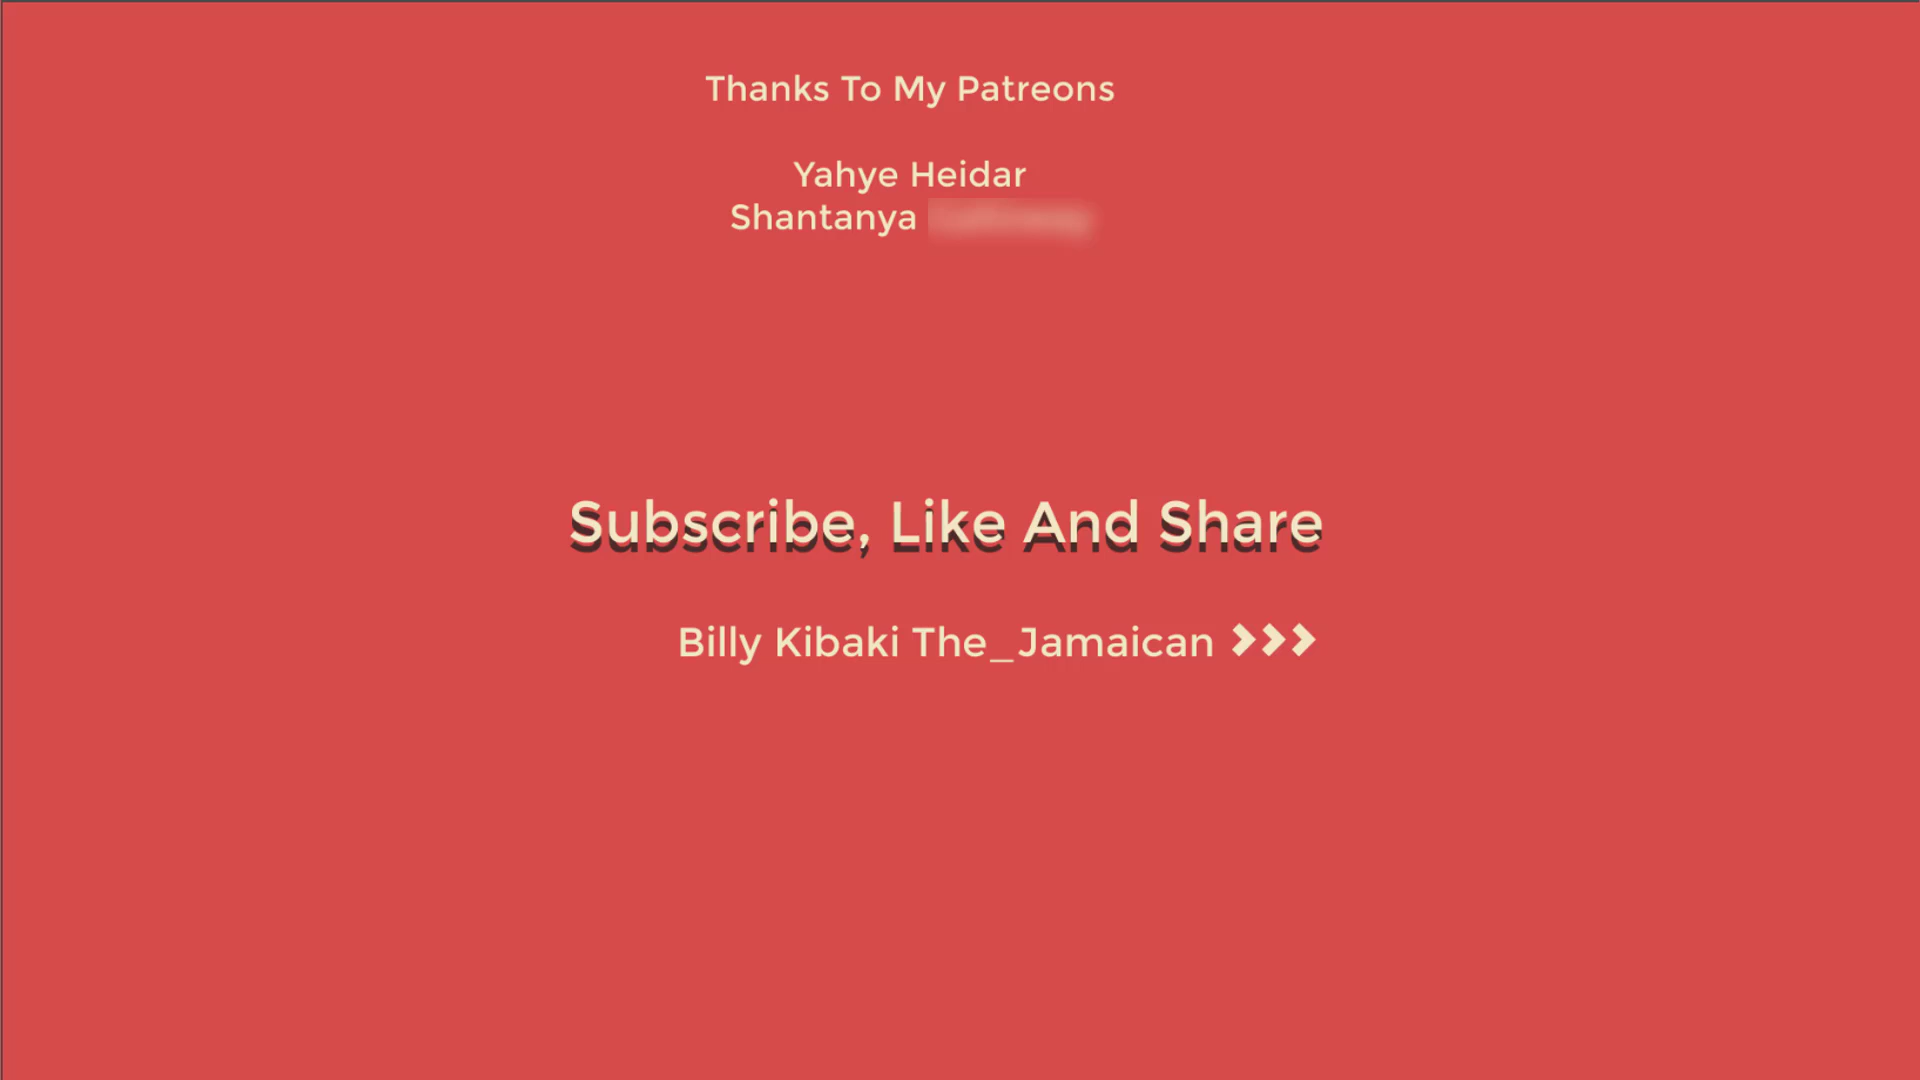 Thanks To My Patreons
Yahye Heidar
Shantanya
Subscribe, Like And Share
Billy Kibaki The_Jamaican